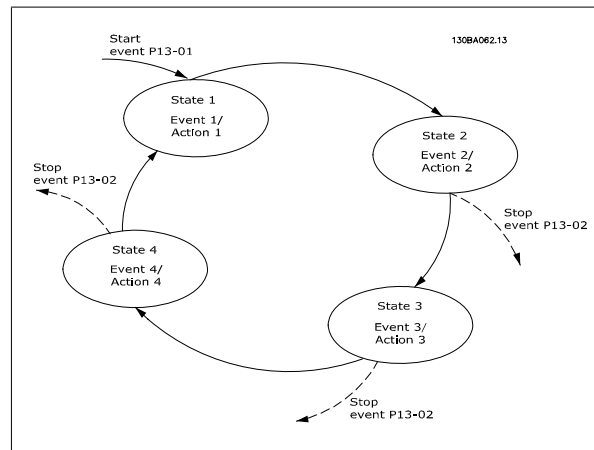 Start
event P13-01
130BA062.13
State 1
Event 1/
Action 1
State 2
Event 2/
Action 2
Stop
event P13-02
Stop
event P13-02
State 4
Event 4/
Action 4
State 3
Event 3/
Action 3
Stop
event P13-02